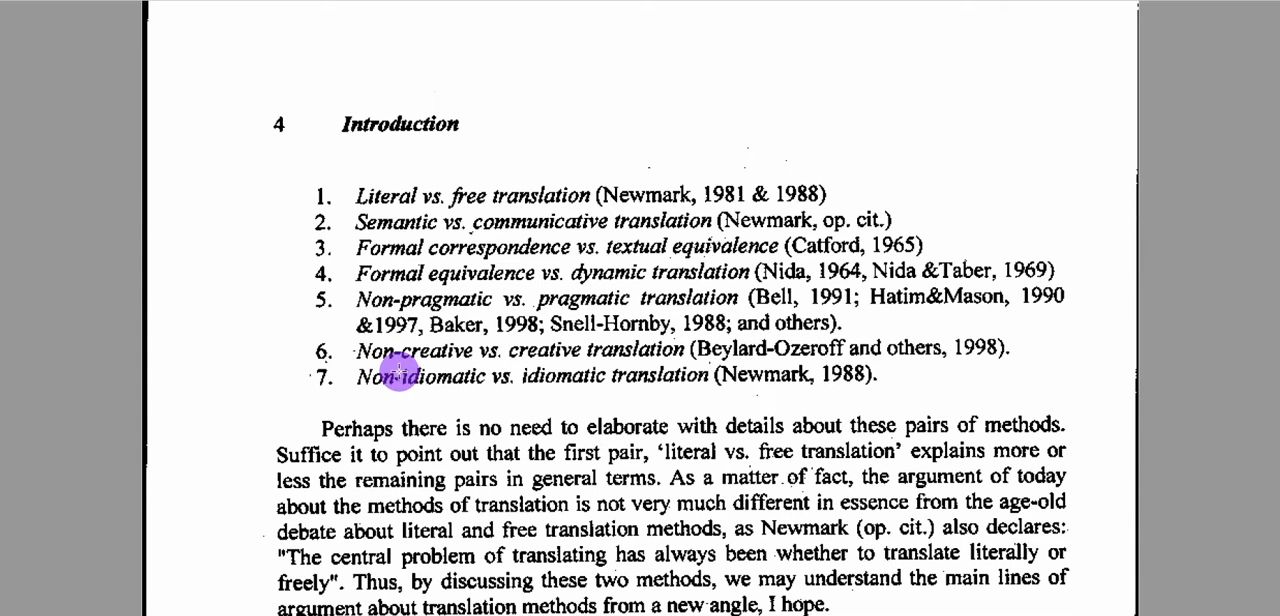 4 Introduction
1. Literal vs. free translation (Newmark, 1981 & 1988)
2. Semantic vs. communicative translation (Newmark, op. cit.)
3. Formal correspondence vs. textual equivalence (Catford, 1965)
4. Formal equivalence vs. dynamic translation (Nida, 1964, Nida &Taber, 1969)
5. Non-pragmatic vs. pragmatic translation (Bell, 1991; Hatim&Mason, 1990
&1997, Baker, 1998; Snell-Hornby, 1988; and others).
6. Non-creative vs. creative translation (Beylard-Ozeroff and others, 1998).
7. Non-idiomatic vs. idiomatic translation (Newmark, 1988).
Perhaps there is no need to elaborate with details about these pairs of methods.
Suffice it to point out that the first pair, ‘literal vs. free translation’ explains more or
less the remaining pairs in general terms. As a matter of fact, the argument of today
about the methods of translation is not very much different in essence from the age-old
debate about literal and free translation methods, as Newmark (op. cit.) also declares:
"The central problem of translating has always been whether to translate literally or
freely". Thus, by discussing these two methods, we may understand the main lines of
argument about translation methods from a new angle, I hope.